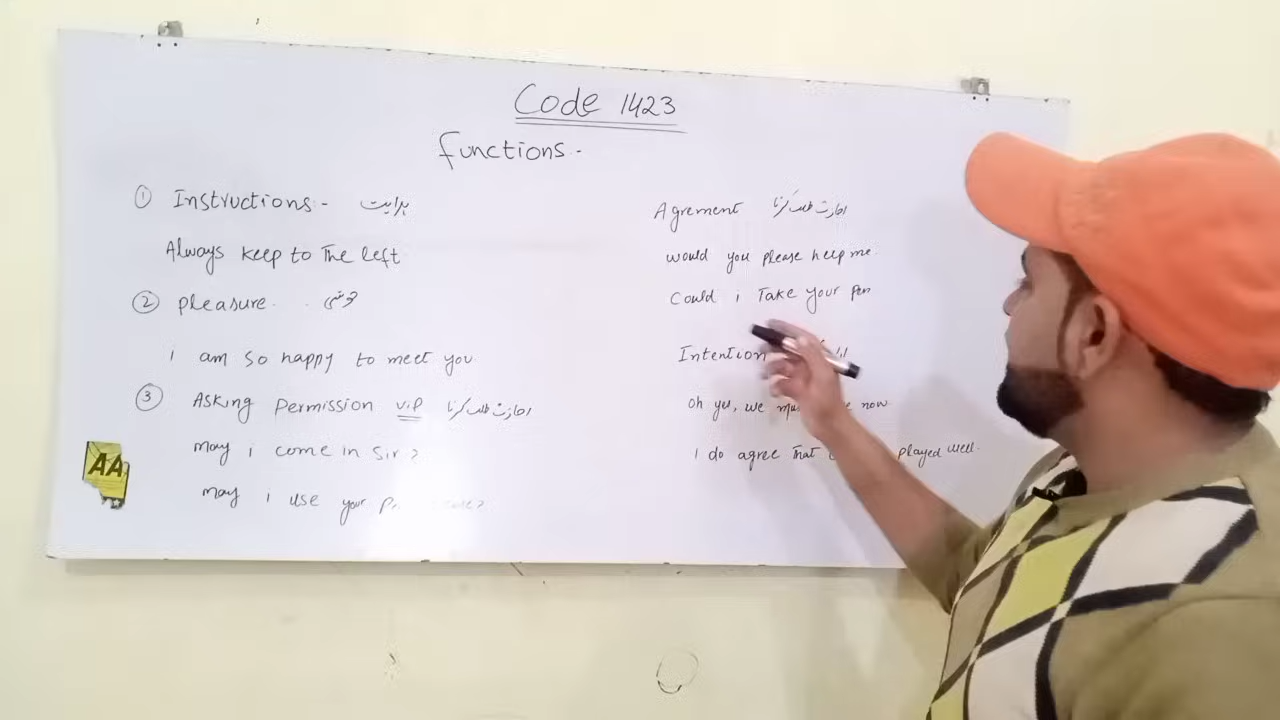 Code 1423
Functions.-
① Instructions:- ہدایت
Always keep to The left
② pleasure. خوشی
I am so happy to meet you
③ Asking Permission V.I.P اجازت طلب کرنا
may i come in Sir?
may i use your
Agrement اجازت طلب کرنا
would you please help me.
Could i Take your Pen
Intention
oh yes, we now
I do agree That played well.
AA